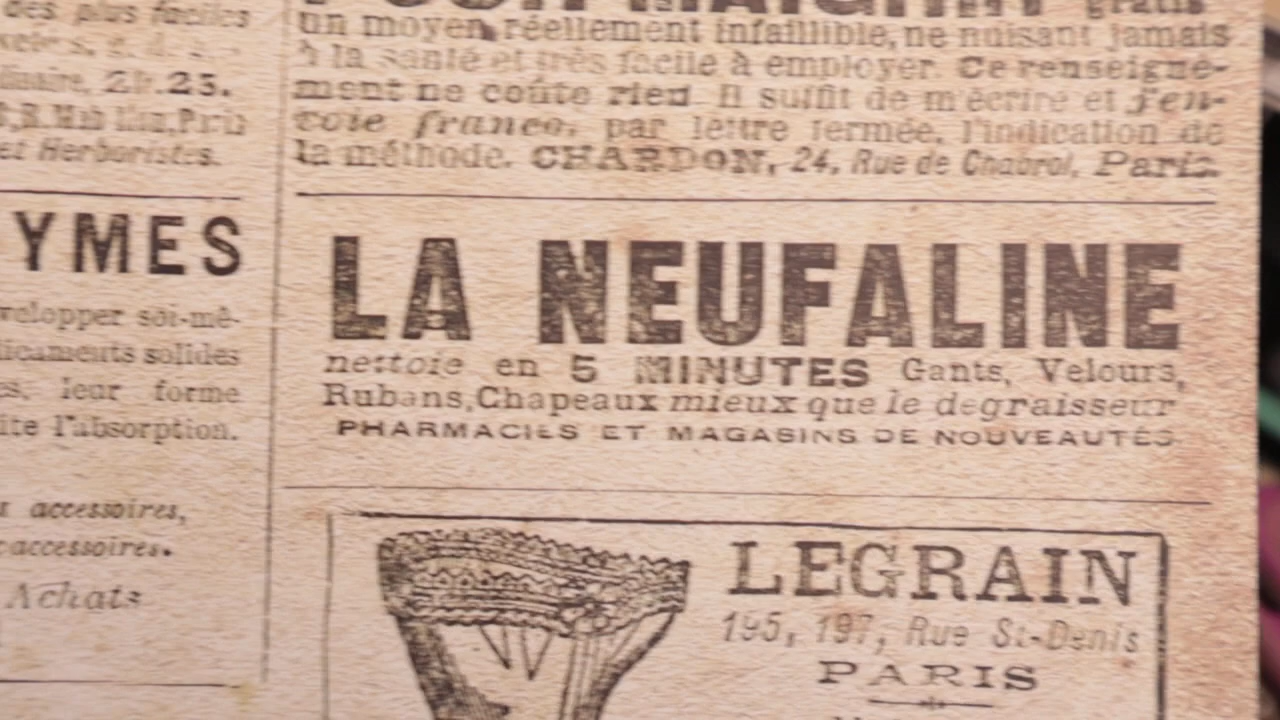 des plus faciles
2f.25.
et Herboristes.
YMES
velopper soi-mê-
dicaments solides
es. leur forme
ite l'absorption.
accessoires,
accessoires.
Achats
gratis
un moyen réellement infaillible, ne nuisant jamais
à la santé et très facile à employer. Ce renseigne-
ment ne coûte rien. Il suffit de m'écrire et j'en-
voie franco, par lettre fermée, l'indication de
la méthode. CHARDON, 24, Rue de Chabrol, Paris.
LA NEUFALINE
nettoie en 5 MINUTES Gants, Velours,
Rubans, Chapeaux mieux que le dégraisseur
PHARMACIES ET MAGASINS DE NOUVEAUTÉS
LEGRAIN
195, 197, Rue St-Denis
PARIS